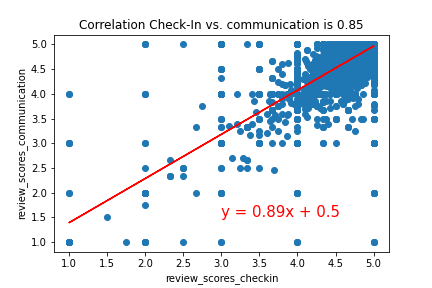 Correlation Check-In vs. communication is 0.85
5.0
4.5
4.0
3.5
3.0
2.5
2.0
1.5
1.0
review_scores_communication
y = 0.89x + 0.5
1.0 1.5 2.0 2.5 3.0 3.5 4.0 4.5 5.0
review_scores_checkin